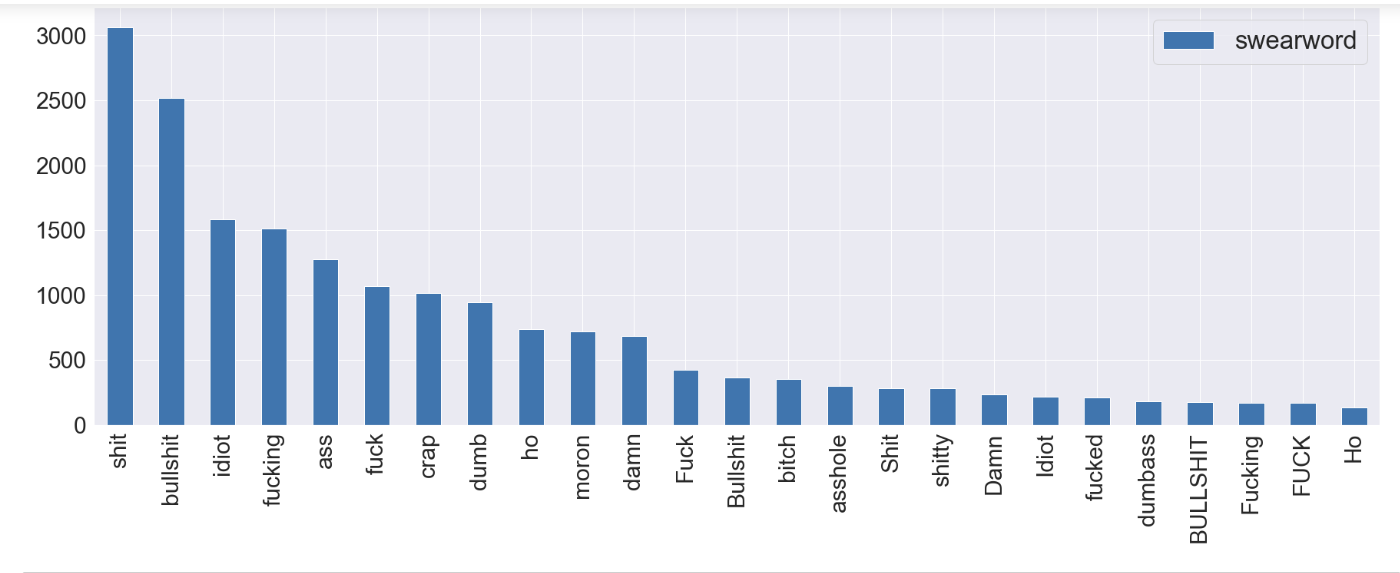 3000
2500
2000
1500
1000
500
0
swearword
shit
bullshit
idiot
fucking
ass
fuck
crap
dumb
ho
moron
damn
Fuck
Bullshit
bitch
asshole
Shit
shitty
Damn
Idiot
fucked
dumbass
BULLSHIT
Fucking
FUCK
Ho